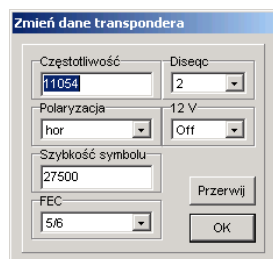 Zmień dane transpondera
Częstotliwość
11054
Diseqc
2
Polaryzacja
hor
12 V
Off
Szybkość symbolu
27500
FEC
5/6
Przerwij
OK